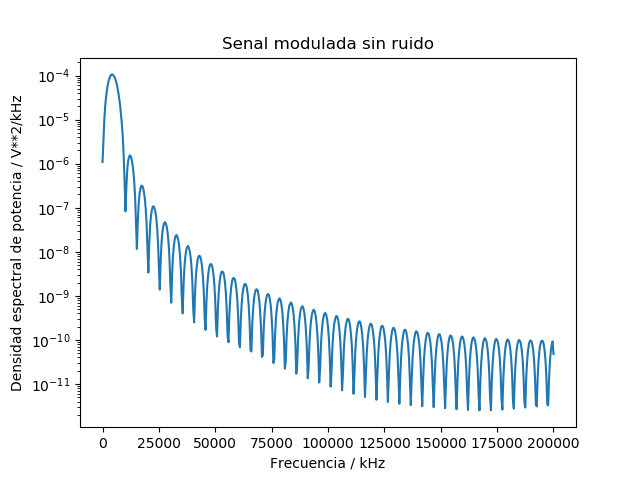 Senal modulada sin ruido
Densidad espectral de potencia / V**2/kHz
10⁻⁴
10⁻⁵
10⁻⁶
10⁻⁷
10⁻⁸
10⁻⁹
10⁻¹⁰
10⁻¹¹
0 25000 50000 75000 100000 125000 150000 175000 200000
Frecuencia / kHz